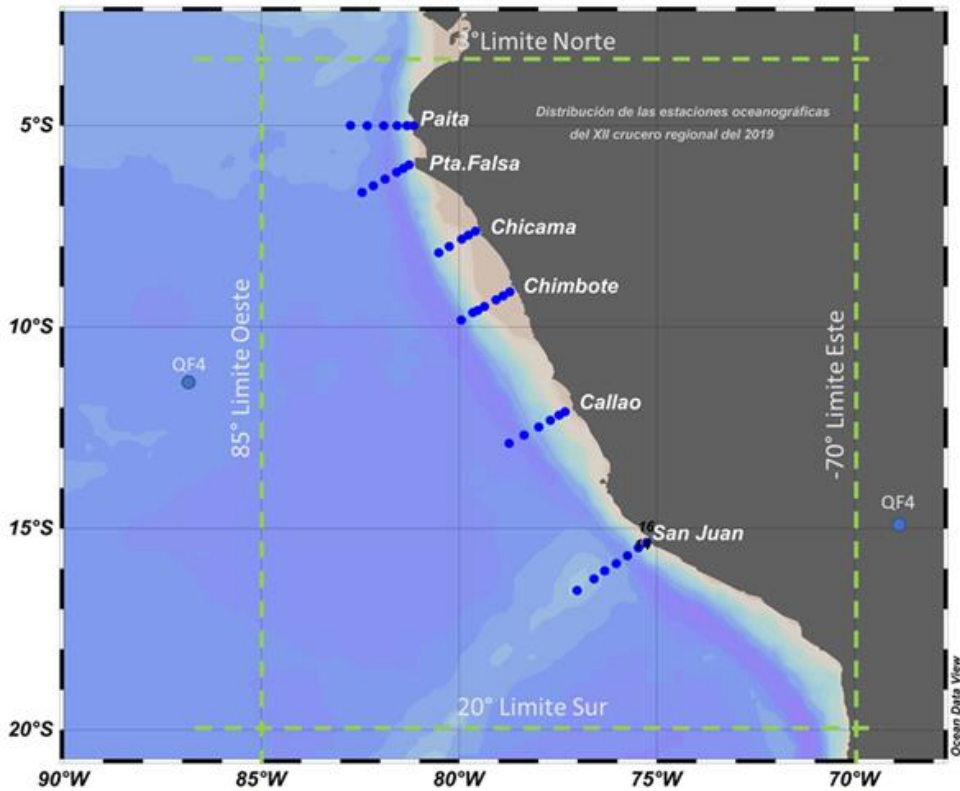 3°Limite Norte
Distribución de las estaciones oceanográficas
del XII crucero regional del 2019
5°S
Paita
Pta.Falsa
Chicama
Chimbote
85° Limite Oeste
-70° Limite Este
10°S
QF4
Callao
QF4
15°S
16
San Juan
20° Limite Sur
20°S
Ocean Data View
90°W
85°W
80°W
75°W
70°W